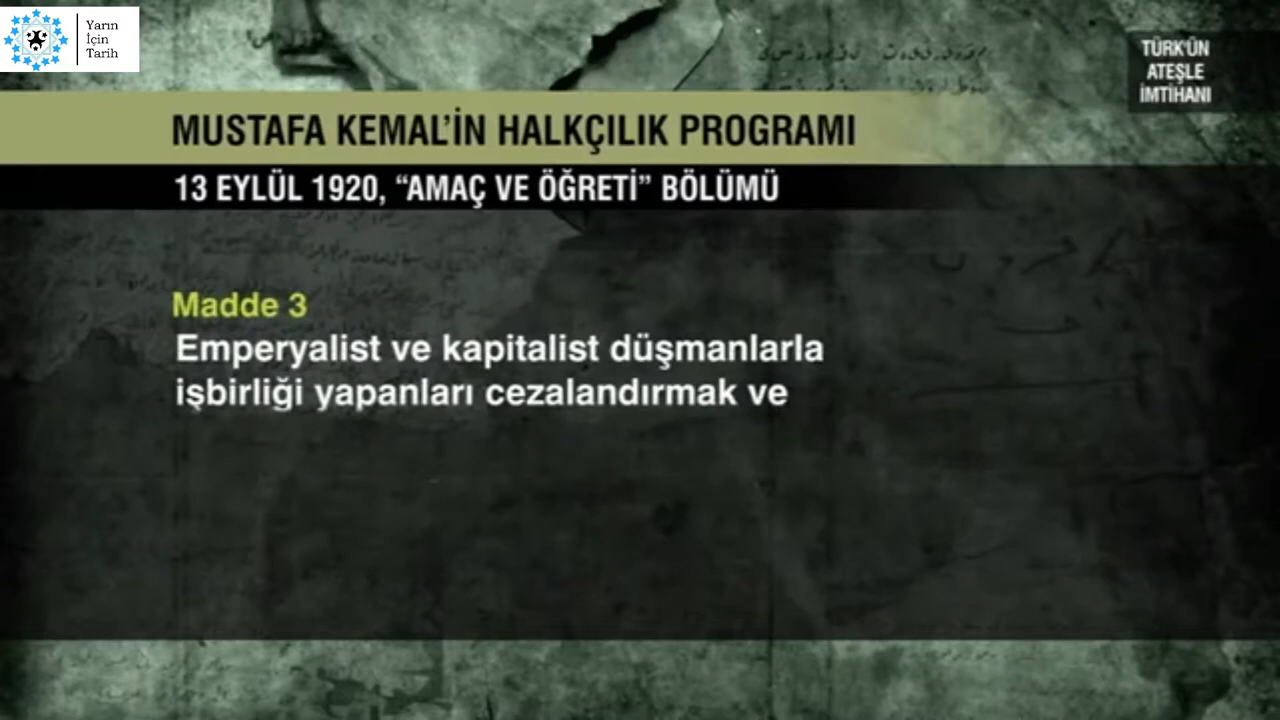 Yarın
İçin
Tarih
TÜRK'ÜN
ATEŞLE
İMTİHANI
MUSTAFA KEMAL'İN HALKÇILIK PROGRAMI
13 EYLÜL 1920, “AMAÇ VE ÖĞRETİ” BÖLÜMÜ
Madde 3
Emperyalist ve kapitalist düşmanlarla
işbirliği yapanları cezalandırmak ve